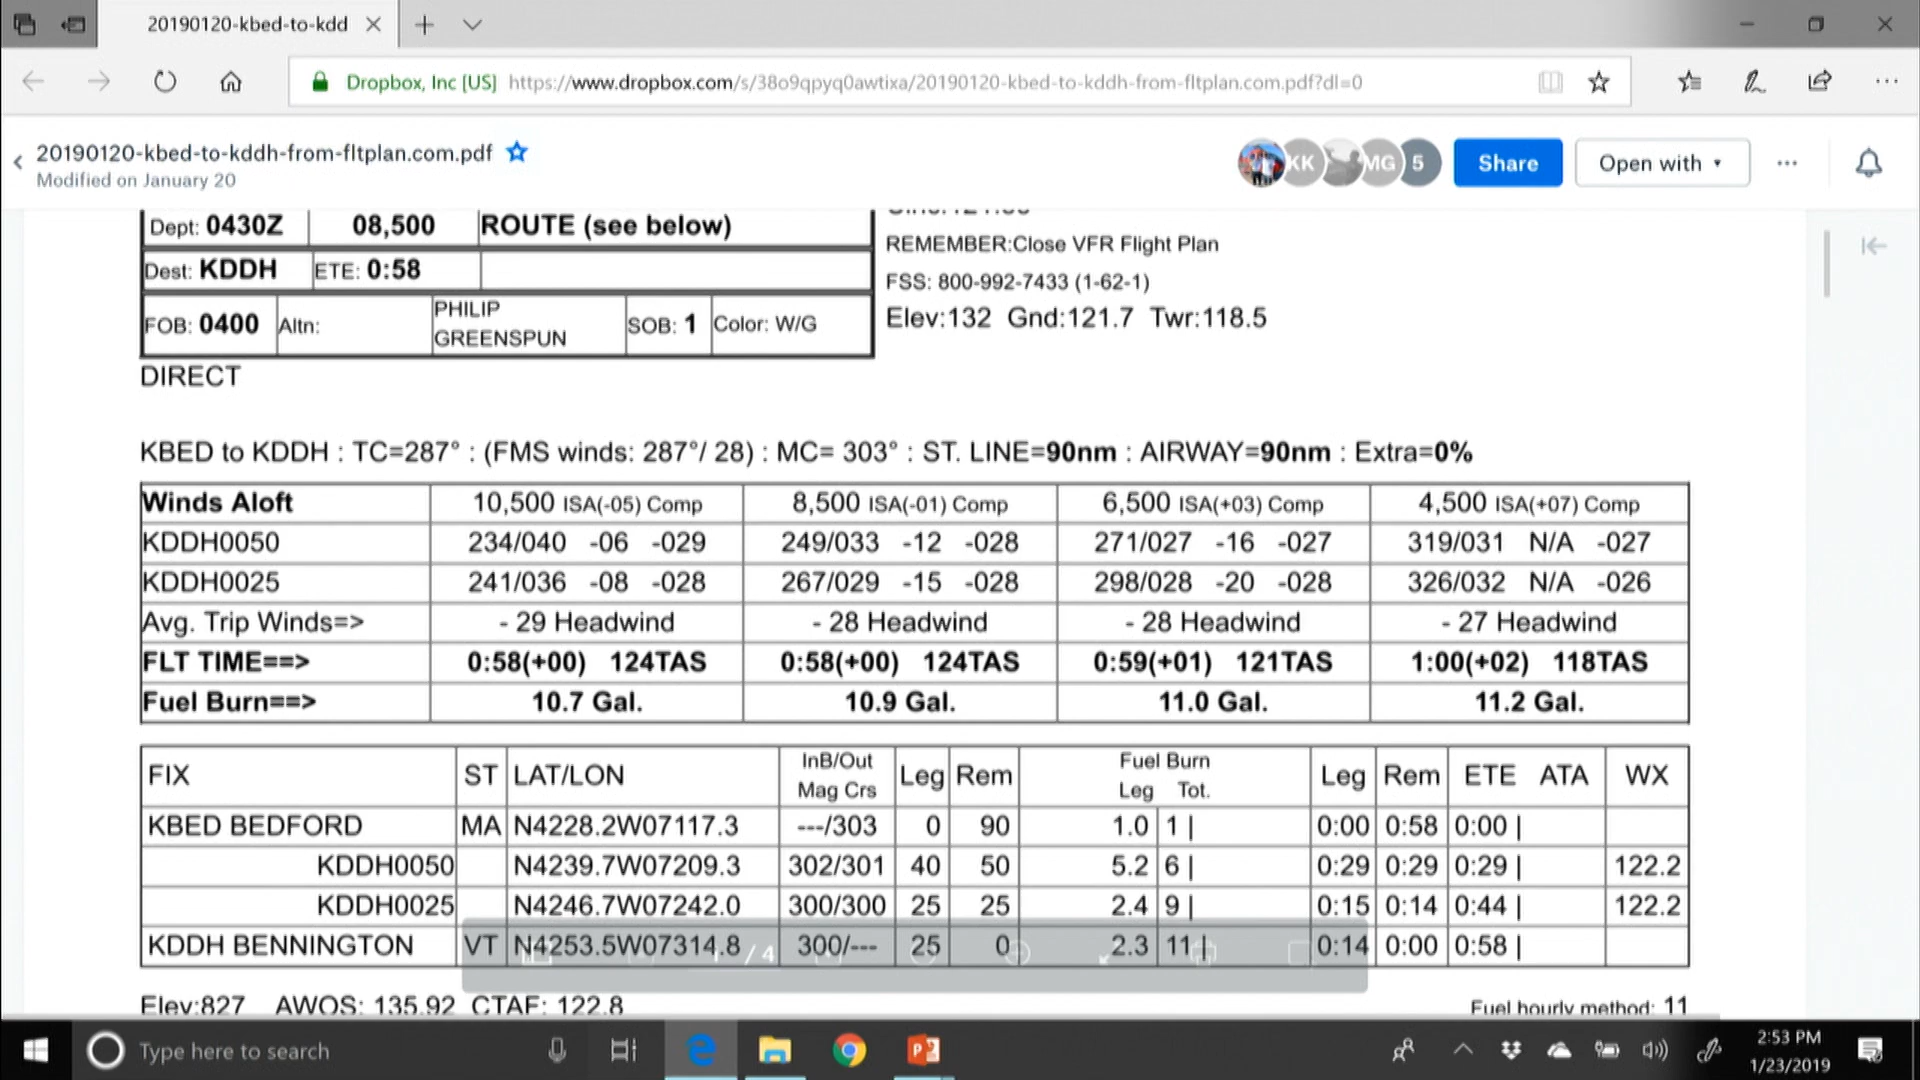 20190120-kbed-to-kdd
Dropbox, Inc [US] https://www.dropbox.com/s/38o9qpyq0awtixa/20190120-kbed-to-kddh-from-fltplan.com.pdf?dl=0
20190120-kbed-to-kddh-from-fltplan.com.pdf
Modified on January 20
KK MG 5 Share Open with
Dept: 0430Z 08,500 ROUTE (see below)
REMEMBER:Close VFR Flight Plan
Dest: KDDH ETE: 0:58
FSS: 800-992-7433 (1-62-1)
FOB: 0400 Altn: PHILIP GREENSPUN SOB: 1 Color: W/G
Elev:132 Gnd:121.7 Twr:118.5
DIRECT
KBED to KDDH : TC=287° : (FMS winds: 287°/ 28) : MC= 303° : ST. LINE=90nm : AIRWAY=90nm : Extra=0%
Winds Aloft 10,500 ISA(-05) Comp 8,500 ISA(-01) Comp 6,500 ISA(+03) Comp 4,500 ISA(+07) Comp
KDDH0050 234/040 -06 -029 249/033 -12 -028 271/027 -16 -027 319/031 N/A -027
KDDH0025 241/036 -08 -028 267/029 -15 -028 298/028 -20 -028 326/032 N/A -026
Avg. Trip Winds=> - 29 Headwind - 28 Headwind - 28 Headwind - 27 Headwind
FLT TIME==> 0:58(+00) 124TAS 0:58(+00) 124TAS 0:59(+01) 121TAS 1:00(+02) 118TAS
Fuel Burn==> 10.7 Gal. 10.9 Gal. 11.0 Gal. 11.2 Gal.
FIX ST LAT/LON InB/Out Mag Crs Leg Rem Fuel Burn Leg Tot. Leg Rem ETE ATA WX
KBED BEDFORD MA N4228.2W07117.3 ---/303 0 90 1.0 1 | 0:00 0:58 0:00 |
KDDH0050 N4239.7W07209.3 302/301 40 50 5.2 6 | 0:29 0:29 0:29 | 122.2
KDDH0025 N4246.7W07242.0 300/300 25 25 2.4 9 | 0:15 0:14 0:44 | 122.2
KDDH BENNINGTON VT N4253.5W07314.8 300/--- 25 0 2.3 11 | 0:14 0:00 0:58 |
/ 4
Elev:827 AWOS: 135.92 CTAF: 122.8
Fuel hourly method: 11
Type here to search
2:53 PM
1/23/2019